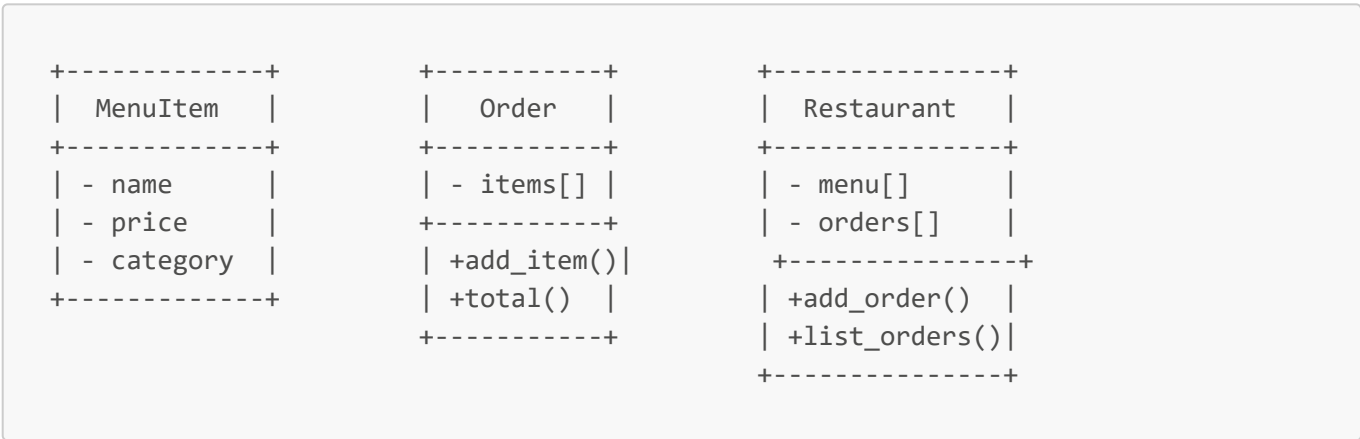 +-------------+         +-----------+         +---------------+
|  MenuItem   |         |   Order   |         |  Restaurant   |
+-------------+         +-----------+         +---------------+
| - name      |         | - items[] |         | - menu[]      |
| - price     |         +-----------+         | - orders[]    |
| - category  |         | +add_item()|         +---------------+
+-------------+         | +total()  |         | +add_order()  |
                        +-----------+         | +list_orders()|
                                              +---------------+